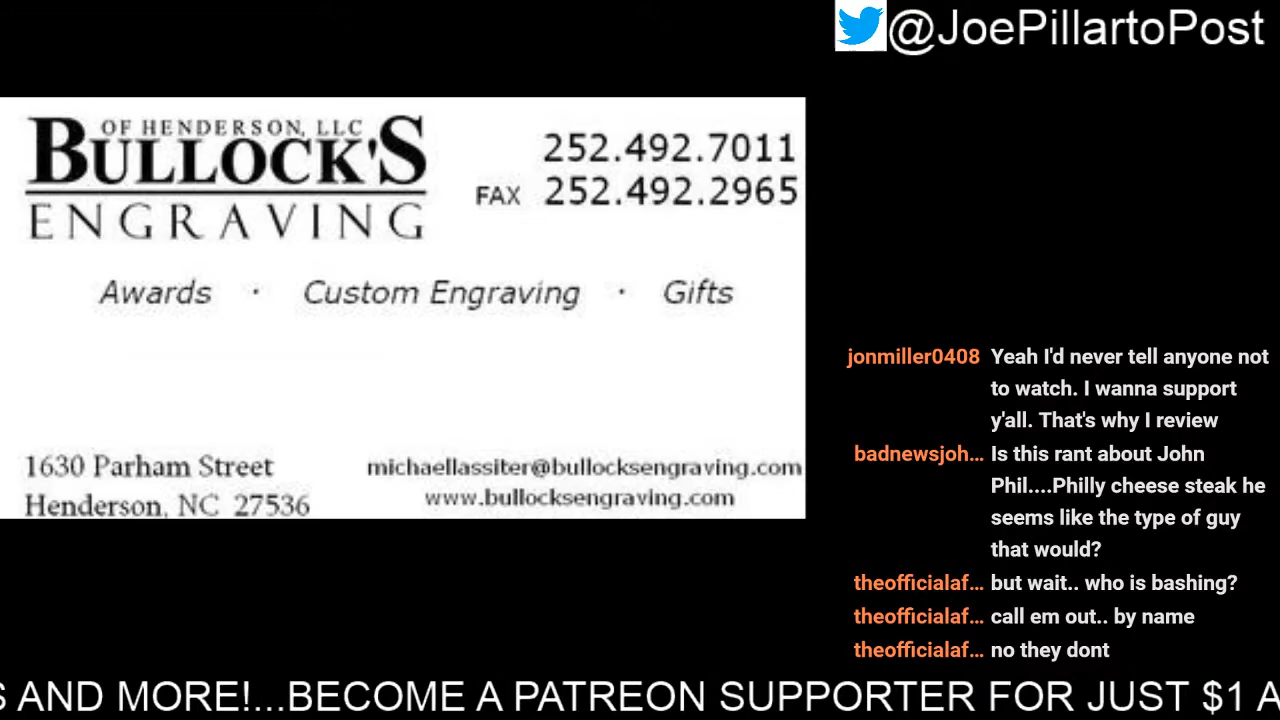 @JoePillartoPost
OF HENDERSON, LLC
BULLOCK'S
ENGRAVING
252.492.7011
FAX 252.492.2965
Awards · Custom Engraving · Gifts
1630 Parham Street
Henderson, NC 27536
michaellassiter@bullocksengraving.com
www.bullocksengraving.com
jonmiller0408 Yeah I'd never tell anyone not
to watch. I wanna support
y'all. That's why I review
badnewsjoh... Is this rant about John
Phil....Philly cheese steak he
seems like the type of guy
that would?
theofficialaf... but wait.. who is bashing?
theofficialaf... call em out.. by name
theofficialaf... no they dont
S AND MORE!...BECOME A PATREON SUPPORTER FOR JUST $1 A